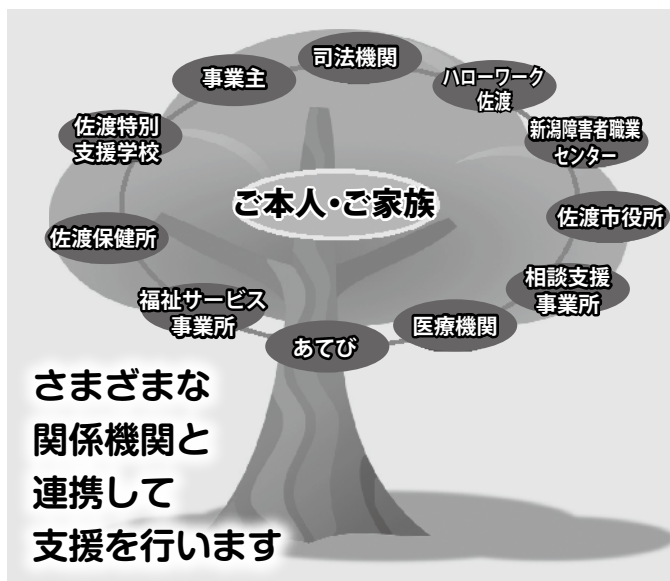 司法機関
事業主
ハローワーク
佐渡
佐渡特別
支援学校
新潟障害者職業
センター
ご本人・ご家族
佐渡市役所
佐渡保健所
相談支援
事業所
福祉サービス
事業所
医療機関
あてび
さまざまな
関係機関と
連携して
支援を行います